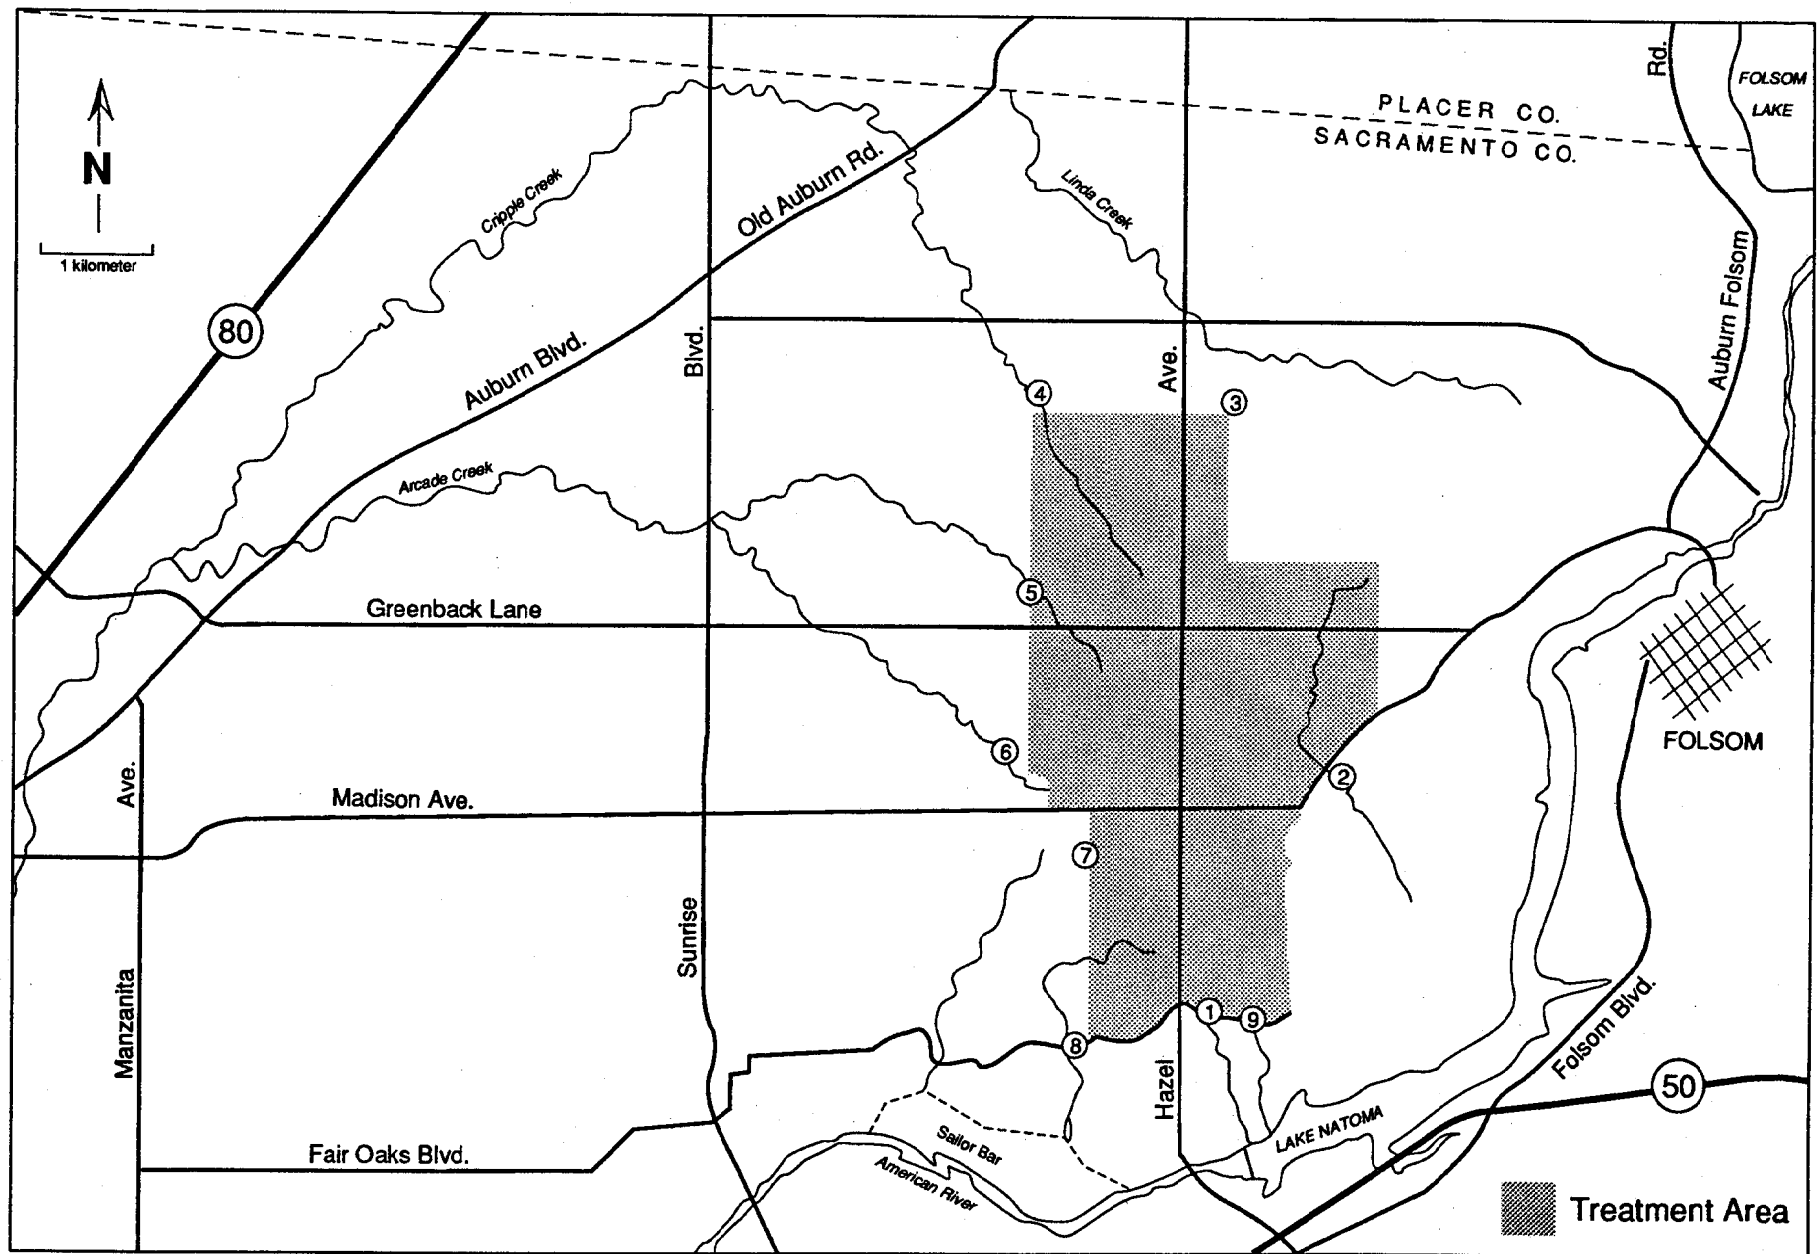 Rd.
FOLSOM
LAKE
PLACER CO.
SACRAMENTO CO.
N
1 kilometer
Cripple Creek
Old Auburn Rd.
Linda Creek
80
Auburn Blvd.
Blvd.
Ave.
Auburn Folsom
4
3
Arcade Creek
5
Greenback Lane
6
2
FOLSOM
Ave.
Madison Ave.
7
Sunrise
Manzanita
1
9
8
Hazel
Folsom Blvd.
50
LAKE NATOMA
Sailor Bar
American River
Fair Oaks Blvd.
Treatment Area